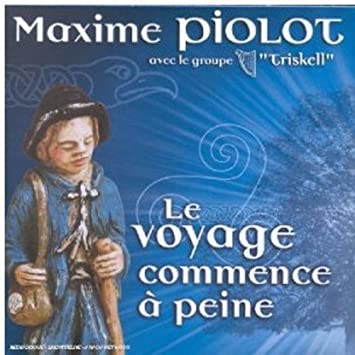 Maxime PIOLOT
avec le groupe "Triskell"
Le
voyage
commence
à peine